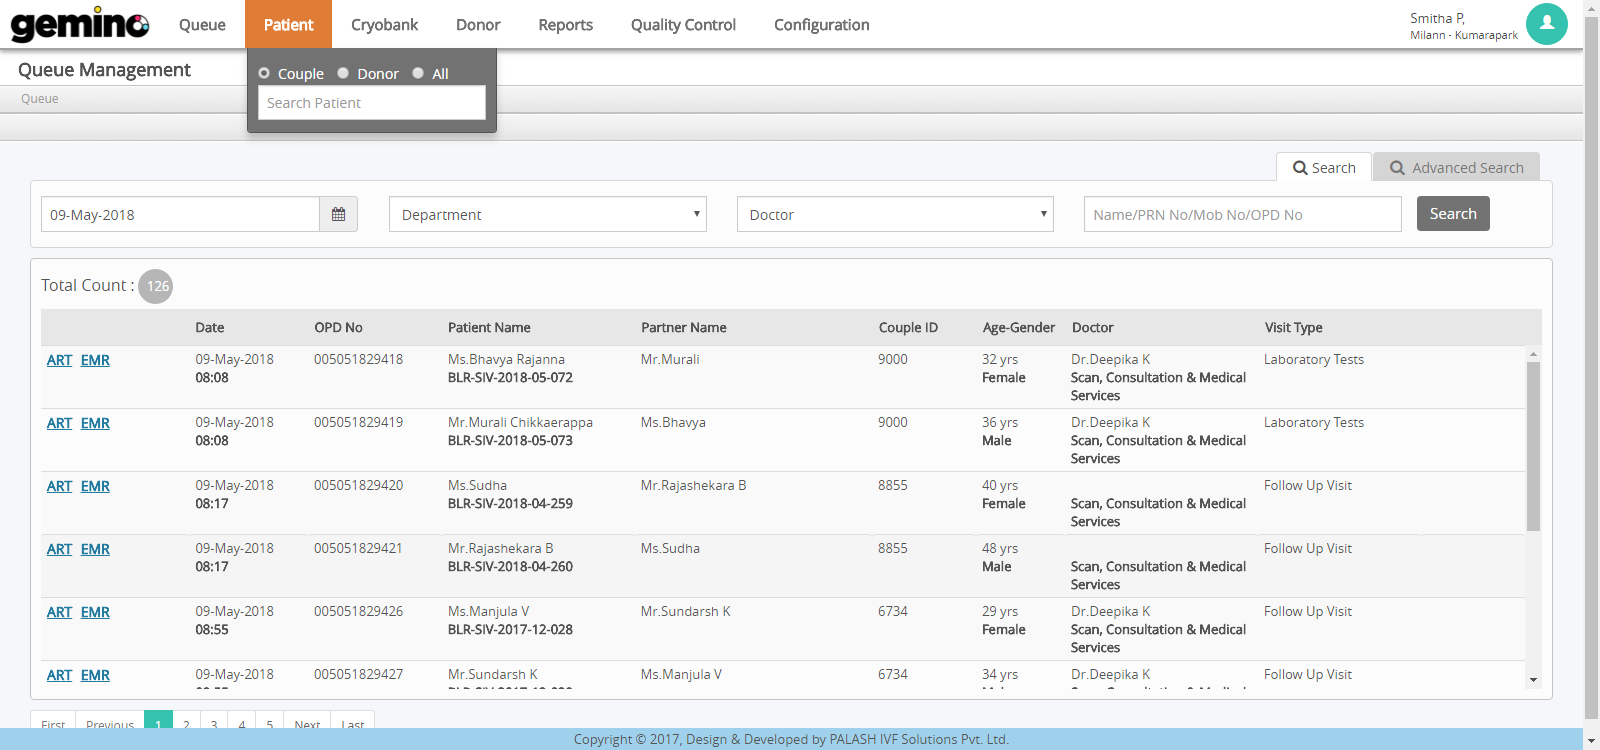 gemino Queue Patient Cryobank Donor Reports Quality Control Configuration
Smitha P,
Milann - Kumarapark
Queue Management
Couple Donor All
Queue
Search Patient
Search Advanced Search
09-May-2018 Department Doctor Name/PRN No/Mob No/OPD No Search
Total Count : 126
Date OPD No Patient Name Partner Name Couple ID Age-Gender Doctor Visit Type
ART EMR 09-May-2018 005051829418 Ms.Bhavya Rajanna Mr.Murali 9000 32 yrs Dr.Deepika K Laboratory Tests
08:08 BLR-SIV-2018-05-072 Female Scan, Consultation & Medical
Services
ART EMR 09-May-2018 005051829419 Mr.Murali Chikkaerappa Ms.Bhavya 9000 36 yrs Dr.Deepika K Laboratory Tests
08:08 BLR-SIV-2018-05-073 Male Scan, Consultation & Medical
Services
ART EMR 09-May-2018 005051829420 Ms.Sudha Mr.Rajashekara B 8855 40 yrs Follow Up Visit
08:17 BLR-SIV-2018-04-259 Female Scan, Consultation & Medical
Services
ART EMR 09-May-2018 005051829421 Mr.Rajashekara B Ms.Sudha 8855 48 yrs Follow Up Visit
08:17 BLR-SIV-2018-04-260 Male Scan, Consultation & Medical
Services
ART EMR 09-May-2018 005051829426 Ms.Manjula V Mr.Sundarsh K 6734 29 yrs Dr.Deepika K Follow Up Visit
08:55 BLR-SIV-2017-12-028 Female Scan, Consultation & Medical
Services
ART EMR 09-May-2018 005051829427 Mr.Sundarsh K Ms.Manjula V 6734 34 yrs Dr.Deepika K Follow Up Visit
First Previous 1 2 3 4 5 Next Last
Copyright © 2017, Design & Developed by PALASH IVF Solutions Pvt. Ltd.